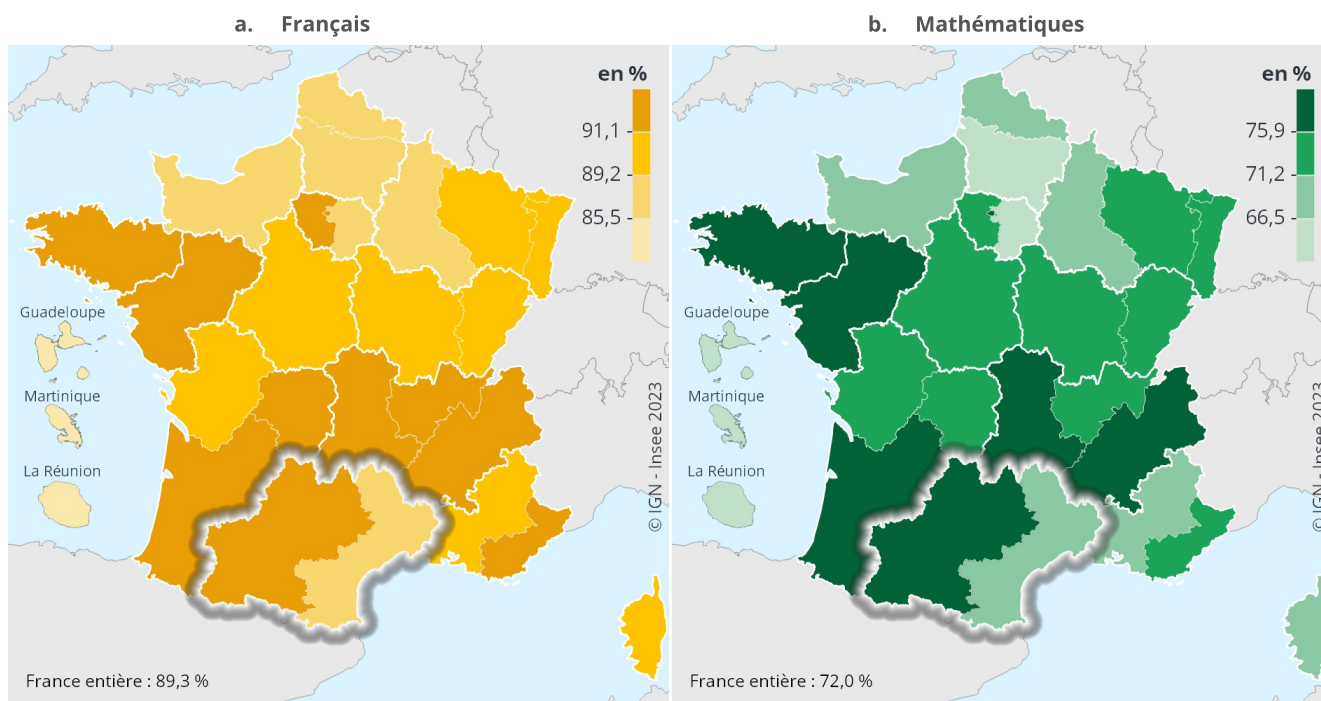 a. Français
en %
91,1
89,2
85,5
Guadeloupe
Martinique
La Réunion
© IGN - Insee 2023
France entière : 89,3 %
b. Mathématiques
en %
75,9
71,2
66,5
Guadeloupe
Martinique
La Réunion
© IGN - Insee 2023
France entière : 72,0 %